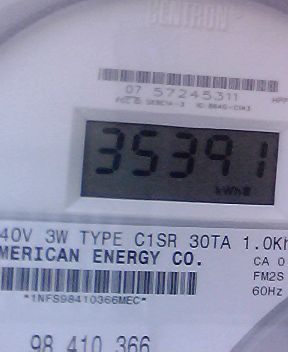 CENTRON
07 57245311
35391
kWh
40V 3W TYPE C1SR 30TA 1.0Kh
MERICAN ENERGY CO.
CA 0
FM2S
60Hz
*1NFS98410366MEC*
98 410 366